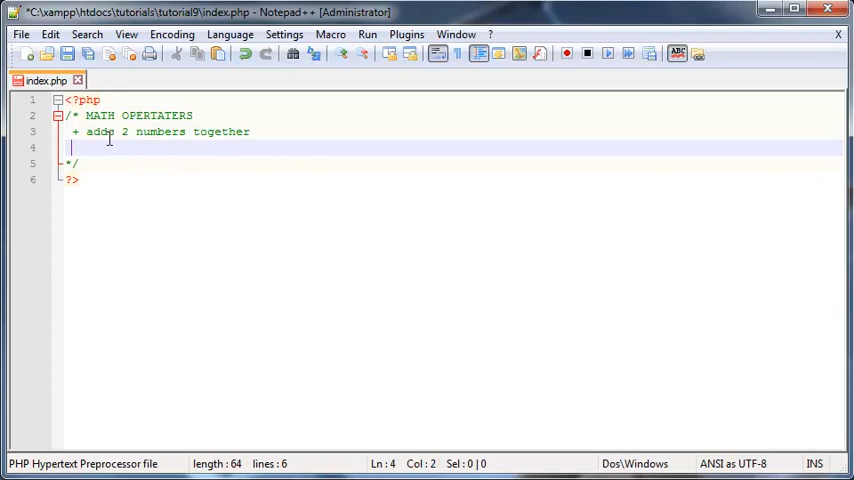 *C:\xampp\htdocs\tutorials\tutorial9\index.php - Notepad++ [Administrator]
File Edit Search View Encoding Language Settings Macro Run Plugins Window ? X
ABC
index.php
1 <?php
2 /* MATH OPERTATERS
3 + adds 2 numbers together
4
5 */
6 ?>
PHP Hypertext Preprocessor file length : 64 lines : 6 Ln : 4 Col : 2 Sel : 0 | 0 Dos\Windows ANSI as UTF-8 INS